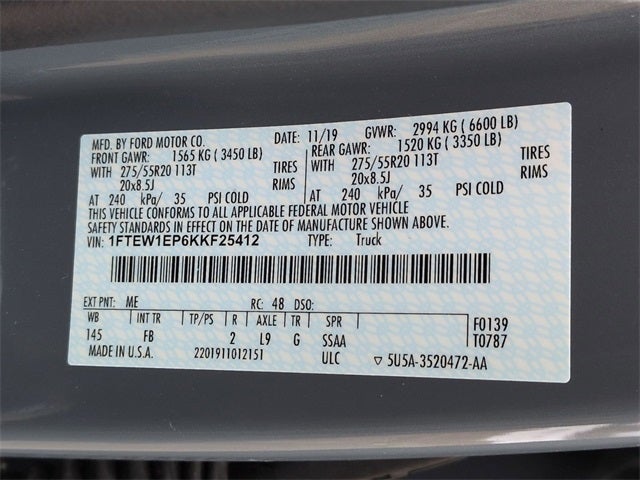 MFD. BY FORD MOTOR CO. DATE: 11/19 GVWR: 2994 KG ( 6600 LB)
FRONT GAWR: 1565 KG ( 3450 LB) REAR GAWR: 1520 KG ( 3350 LB)
WITH 275/55R20 113T TIRES WITH 275/55R20 113T TIRES
20x8.5J RIMS 20x8.5J RIMS
AT 240 kPa/ 35 PSI COLD AT 240 kPa/ 35 PSI COLD
THIS VEHICLE CONFORMS TO ALL APPLICABLE FEDERAL MOTOR VEHICLE
SAFETY STANDARDS IN EFFECT ON THE DATE OF MANUFACTURE SHOWN ABOVE.
VIN: 1FTEW1EP6KKF25412 TYPE: Truck
EXT PNT: ME RC: 48 DSO:
WB INT TR TP/PS R AXLE TR SPR F0139
145 FB 2 L9 G SSAA T0787
MADE IN U.S.A. 2201911012151 ULC ▽ 5U5A-3520472-AA